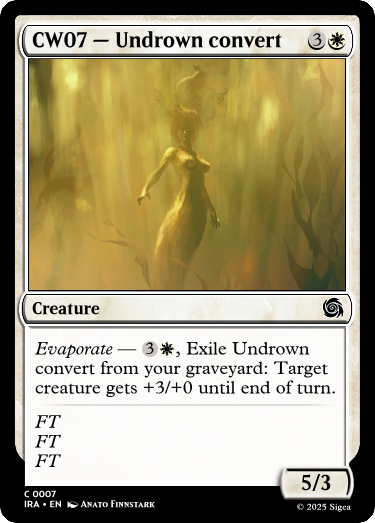 CW07 — Undrown convert 3
Creature
Evaporate — 3, Exile Undrown
convert from your graveyard: Target
creature gets +3/+0 until end of turn.
FT
FT
FT
5/3
C 0007
IRA • EN Anato Finnstark
© 2025 Sigea